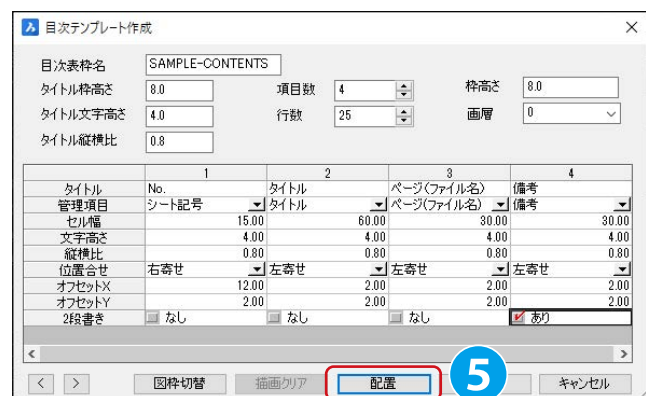 目次テンプレート作成
目次表枠名 SAMPLE-CONTENTS
タイトル枠高さ 8.0 項目数 4 枠高さ 8.0
タイトル文字高さ 4.0 行数 25 画層 0
タイトル縦横比 0.8
1 2 3 4
タイトル No. タイトル ページ(ファイル名) 備考
管理項目 シート記号 タイトル ページ(ファイル名) 備考
セル幅 15.00 60.00 30.00 30.00
文字高さ 4.00 4.00 4.00 4.00
縦横比 0.80 0.80 0.80 0.80
位置合せ 右寄せ 左寄せ 左寄せ 左寄せ
オフセットX 12.00 2.00 2.00 2.00
オフセットY 2.00 2.00 2.00 2.00
2段書き なし なし なし あり
< > 図枠切替 描画クリア 配置 5 キャンセル